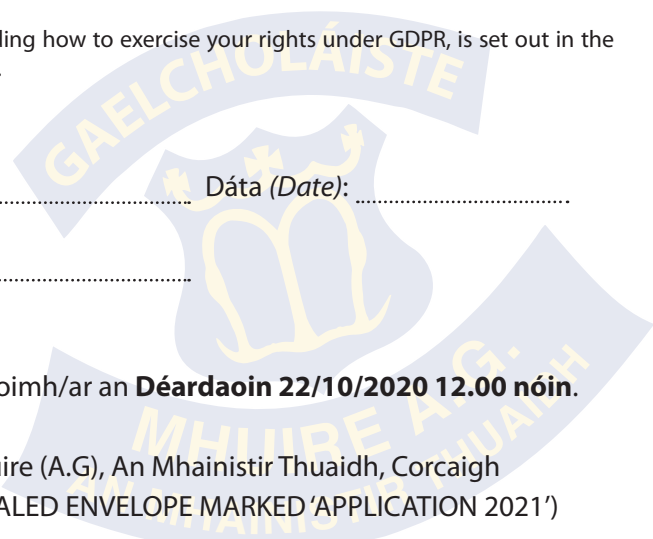 ling how to exercise your rights under GDPR, is set out in the
GAELCHOLÁISTE
Dáta (Date):
oimh/ar an Déardaoin 22/10/2020 12.00 nóin.
MHUIRE A.G.
uire (A.G), An Mhainistir Thuaidh, Corcaigh
ALED ENVELOPE MARKED ‘APPLICATION 2021’)
AN MHAINISTIR THUAIDH